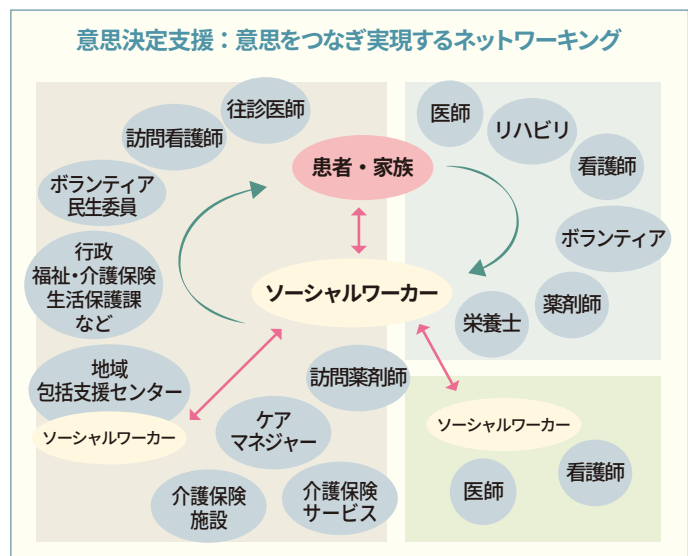 意思決定支援：意思をつなぎ実現するネットワーキング
往診医師
訪問看護師
ボランティア
民生委員
行政
福祉・介護保険
生活保護課
など
地域
包括支援センター
ソーシャルワーカー
患者・家族
ソーシャルワーカー
訪問薬剤師
ケア
マネジャー
介護保険
施設
介護保険
サービス
医師
リハビリ
看護師
ボランティア
薬剤師
栄養士
ソーシャルワーカー
医師
看護師